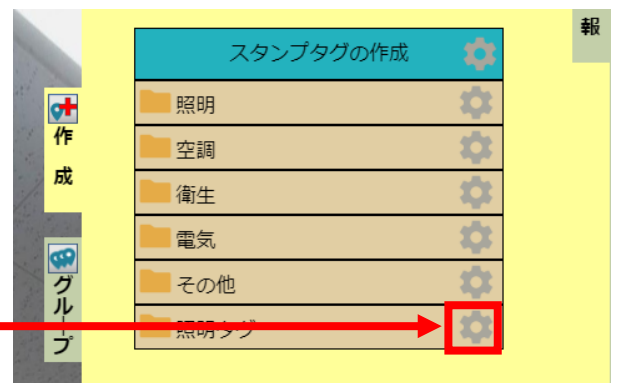 スタンプタグの作成
照明
空調
衛生
電気
その他
照明タグ
作成
グループ
報